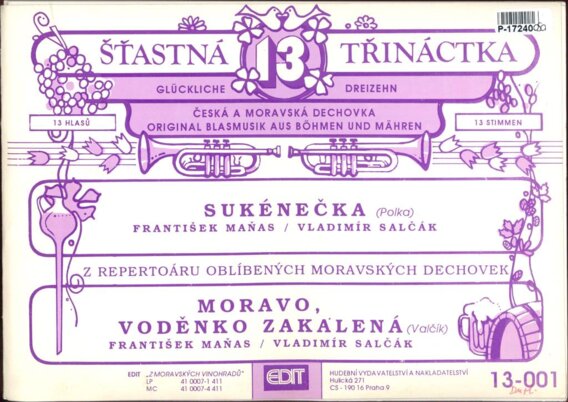 P-17240
ŠŤASTNÁ 13 TŘINÁCTKA
GLÜCKLICHE DREIZEHN
ČESKÁ A MORAVSKÁ DECHOVKA
ORIGINAL BLASMUSIK AUS BÖHMEN UND MÄHREN
13 HLASŮ
13 STIMMEN
SUKÉNEČKA (Polka)
FRANTIŠEK MAŇAS / VLADIMÍR SALČÁK
Z REPERTOÁRU OBLÍBENÝCH MORAVSKÝCH DECHOVEK
MORAVO,
VODĚNKO ZAKALENÁ (Valčík)
FRANTIŠEK MAŇAS / VLADIMÍR SALČÁK
EDIT „Z MORAVSKÝCH VINOHRADŮ"
LP 41 0007-1 411
MC 41 0007-4 411
EDIT
HUDEBNÍ VYDAVATELSTVÍ A NAKLADATELSTVÍ
Hulická 271
CS - 190 16 Praha 9
13-001